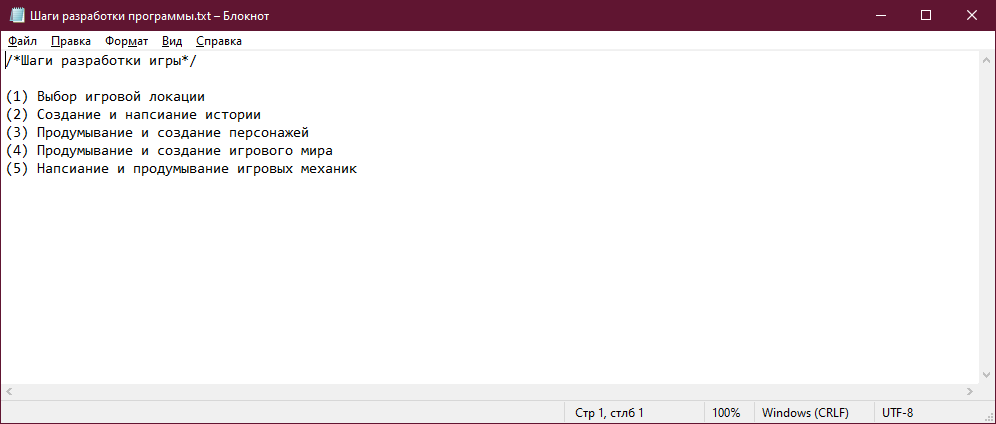 Шаги разработки программы.txt – Блокнот
Файл Правка Формат Вид Справка
/*Шаги разработки игры*/
(1) Выбор игровой локации
(2) Создание и напсиание истории
(3) Продумывание и создание персонажей
(4) Продумывание и создание игрового мира
(5) Напсиание и продумывание игровых механик
Стр 1, стлб 1 100% Windows (CRLF) UTF-8